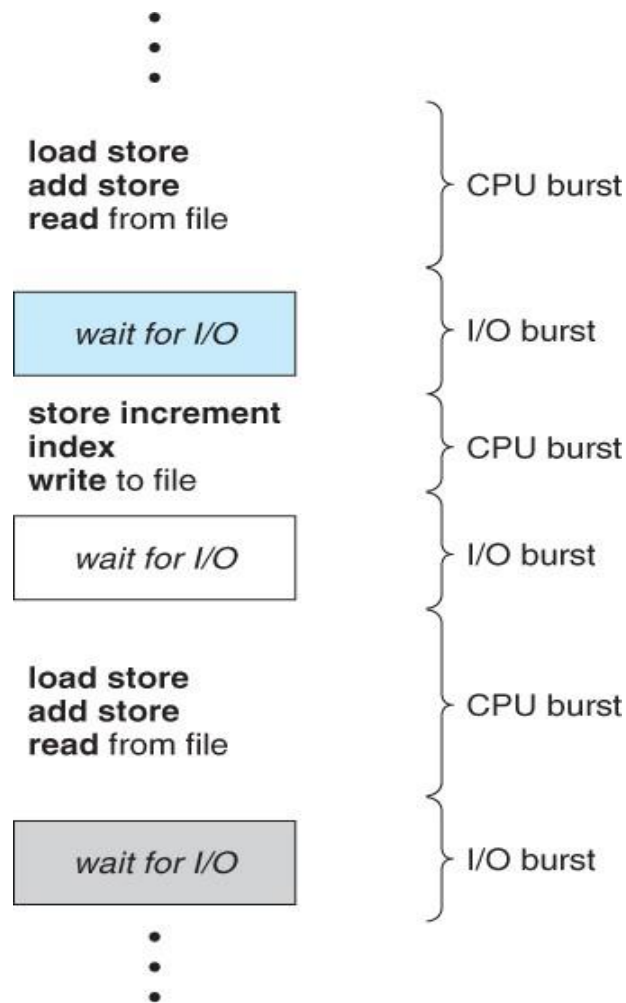 load store
add store
read from file
CPU burst
wait for I/O
I/O burst
store increment
index
write to file
CPU burst
wait for I/O
I/O burst
load store
add store
read from file
CPU burst
wait for I/O
I/O burst